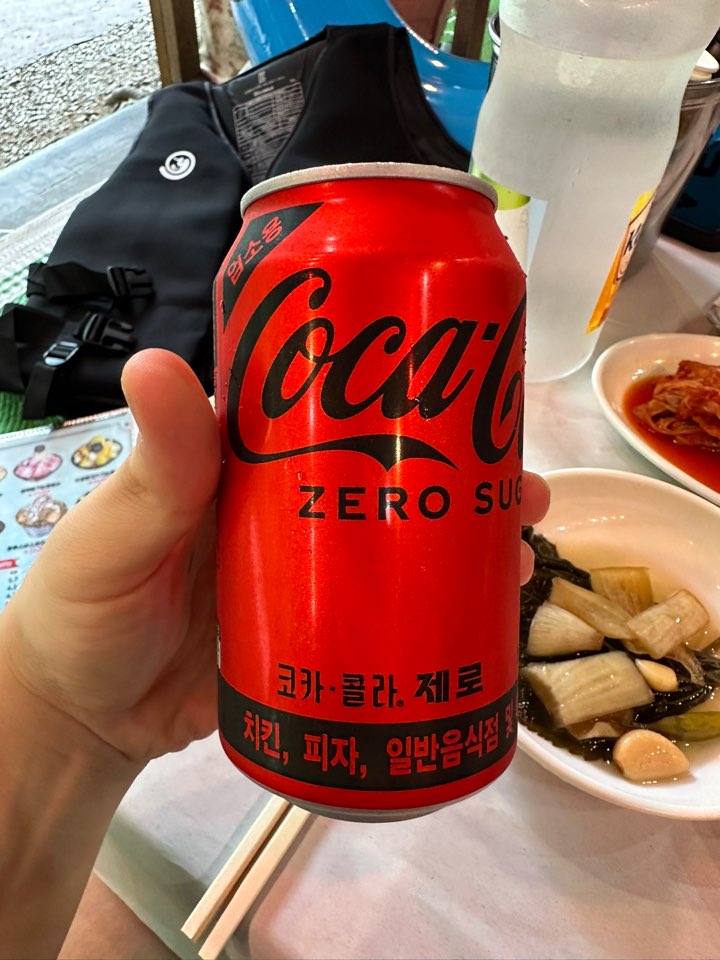 업소용
Coca-C
ZERO SUG
코카·콜라® 제로
치킨, 피자, 일반음식점 및